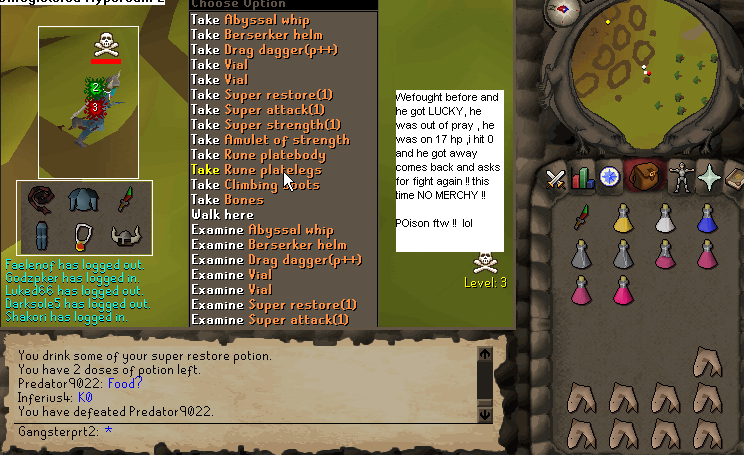 Unregistered HyperCam 2
Choose Option
Take Abyssal whip
Take Berserker helm
Take Drag dagger(p++)
Take Vial
Take Vial
Take Super restore(1)
Take Super attack(1)
Take Super strength(1)
Take Amulet of strength
Take Rune platebody
Take Rune platelegs
Take Climbing boots
Take Bones
Walk here
Examine Abyssal whip
Examine Berserker helm
Examine Drag dagger(p++)
Examine Vial
Examine Vial
Examine Super restore(1)
Examine Super attack(1)
2
3
Faelenof has logged out.
Godzpker has logged in.
Luked66 has logged out.
Darksole5 has logged out.
Shakori has logged in.
Wefought before and
he got LUCKY, he
was out of pray , he
was on 17 hp ,i hit 0
and he got away
comes back and asks
for fight again !! this
time NO MERCHY !!
POison ftw !! lol
Level: 3
You drink some of your super restore potion.
You have 2 doses of potion left.
Predator9022: Food?
Inferius4: K0
You have defeated Predator9022.
Gangsterprt2: *